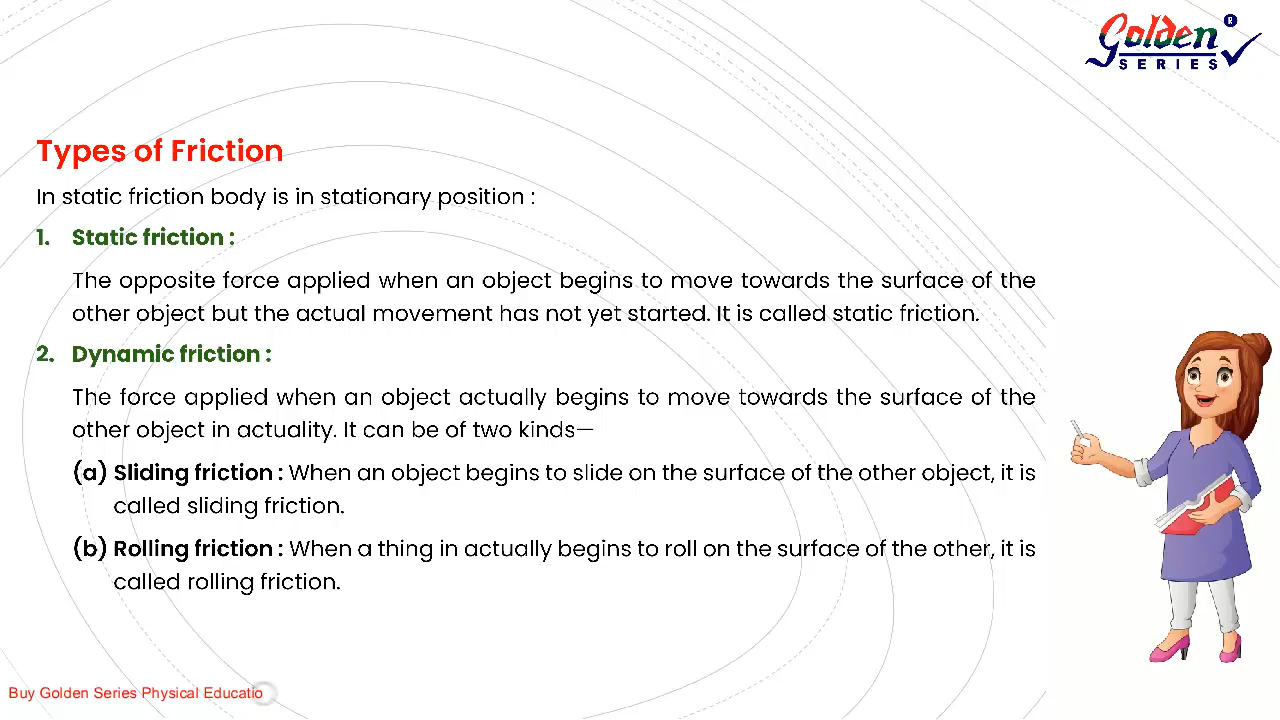 Golden ®
SERIES
Types of Friction
In static friction body is in stationary position :
1. Static friction :
The opposite force applied when an object begins to move towards the surface of the
other object but the actual movement has not yet started. It is called static friction.
2. Dynamic friction :
The force applied when an object actually begins to move towards the surface of the
other object in actuality. It can be of two kinds—
(a) Sliding friction : When an object begins to slide on the surface of the other object, it is
called sliding friction.
(b) Rolling friction : When a thing in actually begins to roll on the surface of the other, it is
called rolling friction.
Buy Golden Series Physical Educatio